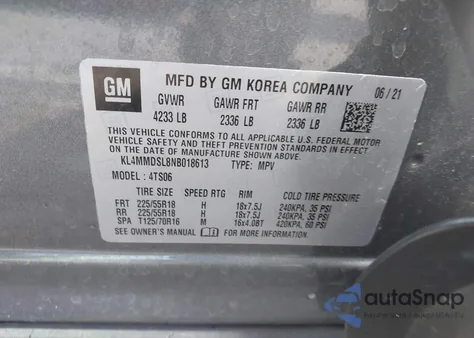 GM
MFD BY GM KOREA COMPANY 06/21
GVWR GAWR FRT GAWR RR
4233 LB 2336 LB 2336 LB
THIS VEHICLE CONFORMS TO ALL APPLICABLE U.S.
FEDERAL MOTOR VEHICLE SAFETY, BUMPER, AND
THEFT PREVENTION STANDARDS IN EFFECT ON THE
DATE OF MANUFACTURE SHOWN ABOVE.
KL4MMDSL8NB018613 TYPE: MPV
MODEL : 4TS06
TIRE SIZE SPEED RTG RIM COLD TIRE PRESSURE
FRT 225/55R18 H 18x7.5J 240KPA, 35 PSI
RR 225/55R18 H 18x7.5J 240KPA, 35 PSI
SPA T125/70R16 M 16x4.0BT 420KPA, 60 PSI
SEE OWNER'S MANUAL FOR MORE INFORMATION
autoSnap